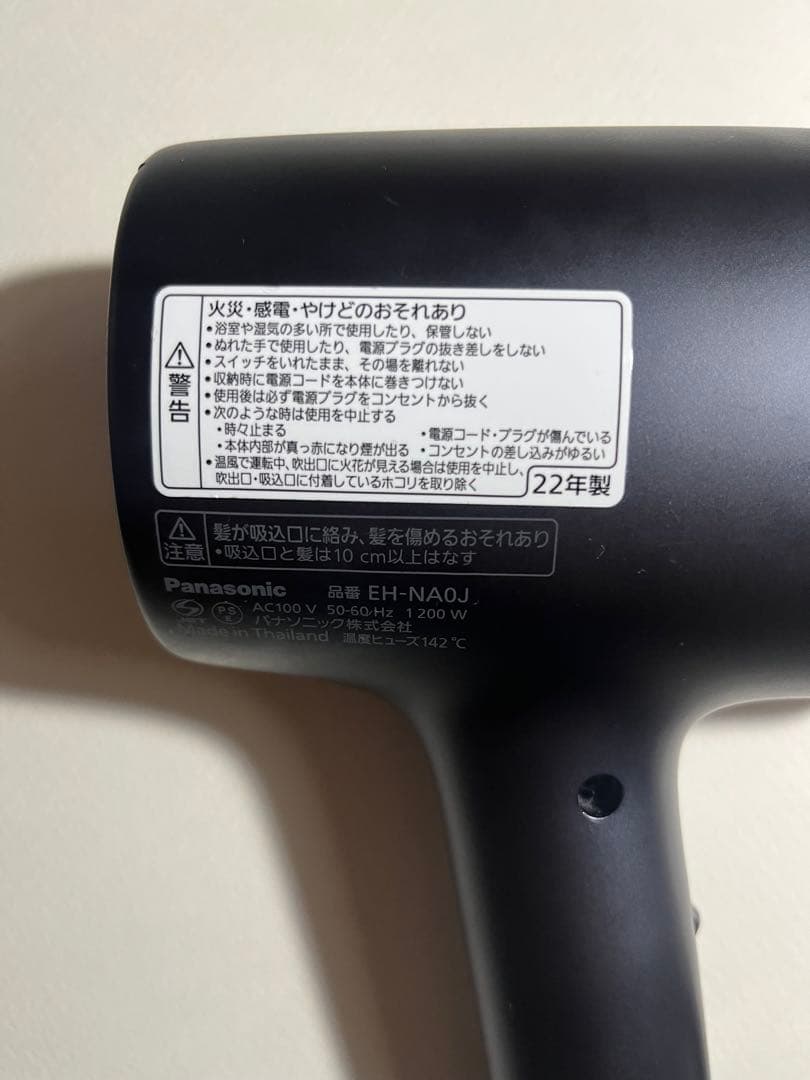 警告
火災・感電・やけどのおそれあり
•浴室や湿気の多い所で使用したり、保管しない
•ぬれた手で使用したり、電源プラグの抜き差しをしない
•スイッチをいれたまま、その場を離れない
•収納時に電源コードを本体に巻きつけない
•使用後は必ず電源プラグをコンセントから抜く
•次のような時は使用を中止する
・時々止まる ・電源コード・プラグが傷んでいる
・本体内部が真っ赤になり煙が出る ・コンセントの差し込みがゆるい
•温風で運転中、吹出口に火花が見える場合は使用を中止し、
吹出口・吸込口に付着しているホコリを取り除く
22年製
注意
髪が吸込口に絡み、髪を傷めるおそれあり
•吸込口と髪は10 cm以上はなす
Panasonic 品番 EH-NA0J
PSE AC100 V 50-60 Hz 1 200 W
JET パナソニック株式会社
Made in Thailand 温度ヒューズ142 ℃